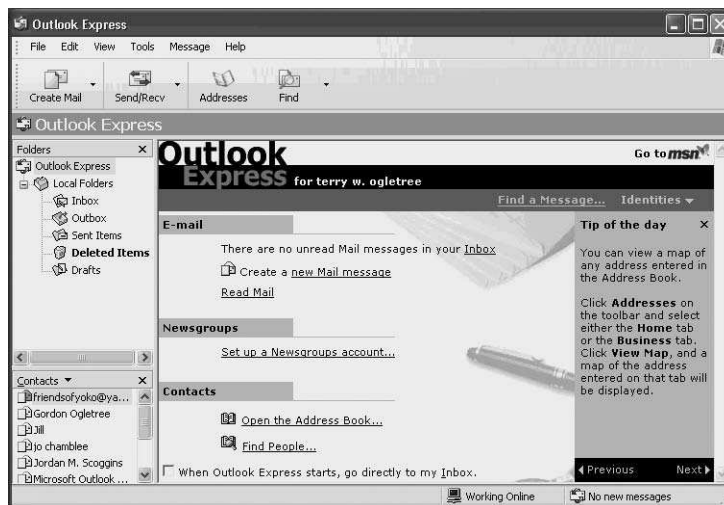 Outlook Express
File Edit View Tools Message Help
Create Mail Send/Recv Addresses Find
Outlook Express
Folders x
Outlook Express
Local Folders
Inbox
Outbox
Sent Items
Deleted Items
Drafts
Contacts x
friendsofyoko@ya...
Gordon Ogletree
Jill
jo chamblee
Jordan M. Scoggins
Microsoft Outlook ...
Outlook
Go to msn
Express for terry w. ogletree
Find a Message... Identities
E-mail
There are no unread Mail messages in your Inbox
Create a new Mail message
Read Mail
Newsgroups
Set up a Newsgroups account...
Contacts
Open the Address Book...
Find People...
When Outlook Express starts, go directly to my Inbox.
Tip of the day x
You can view a map of
any address entered in
the Address Book.
Click Addresses on
the toolbar and select
either the Home tab
or the Business tab.
Click View Map, and a
map of the address
entered on that tab will
be displayed.
Previous Next
Working Online No new messages